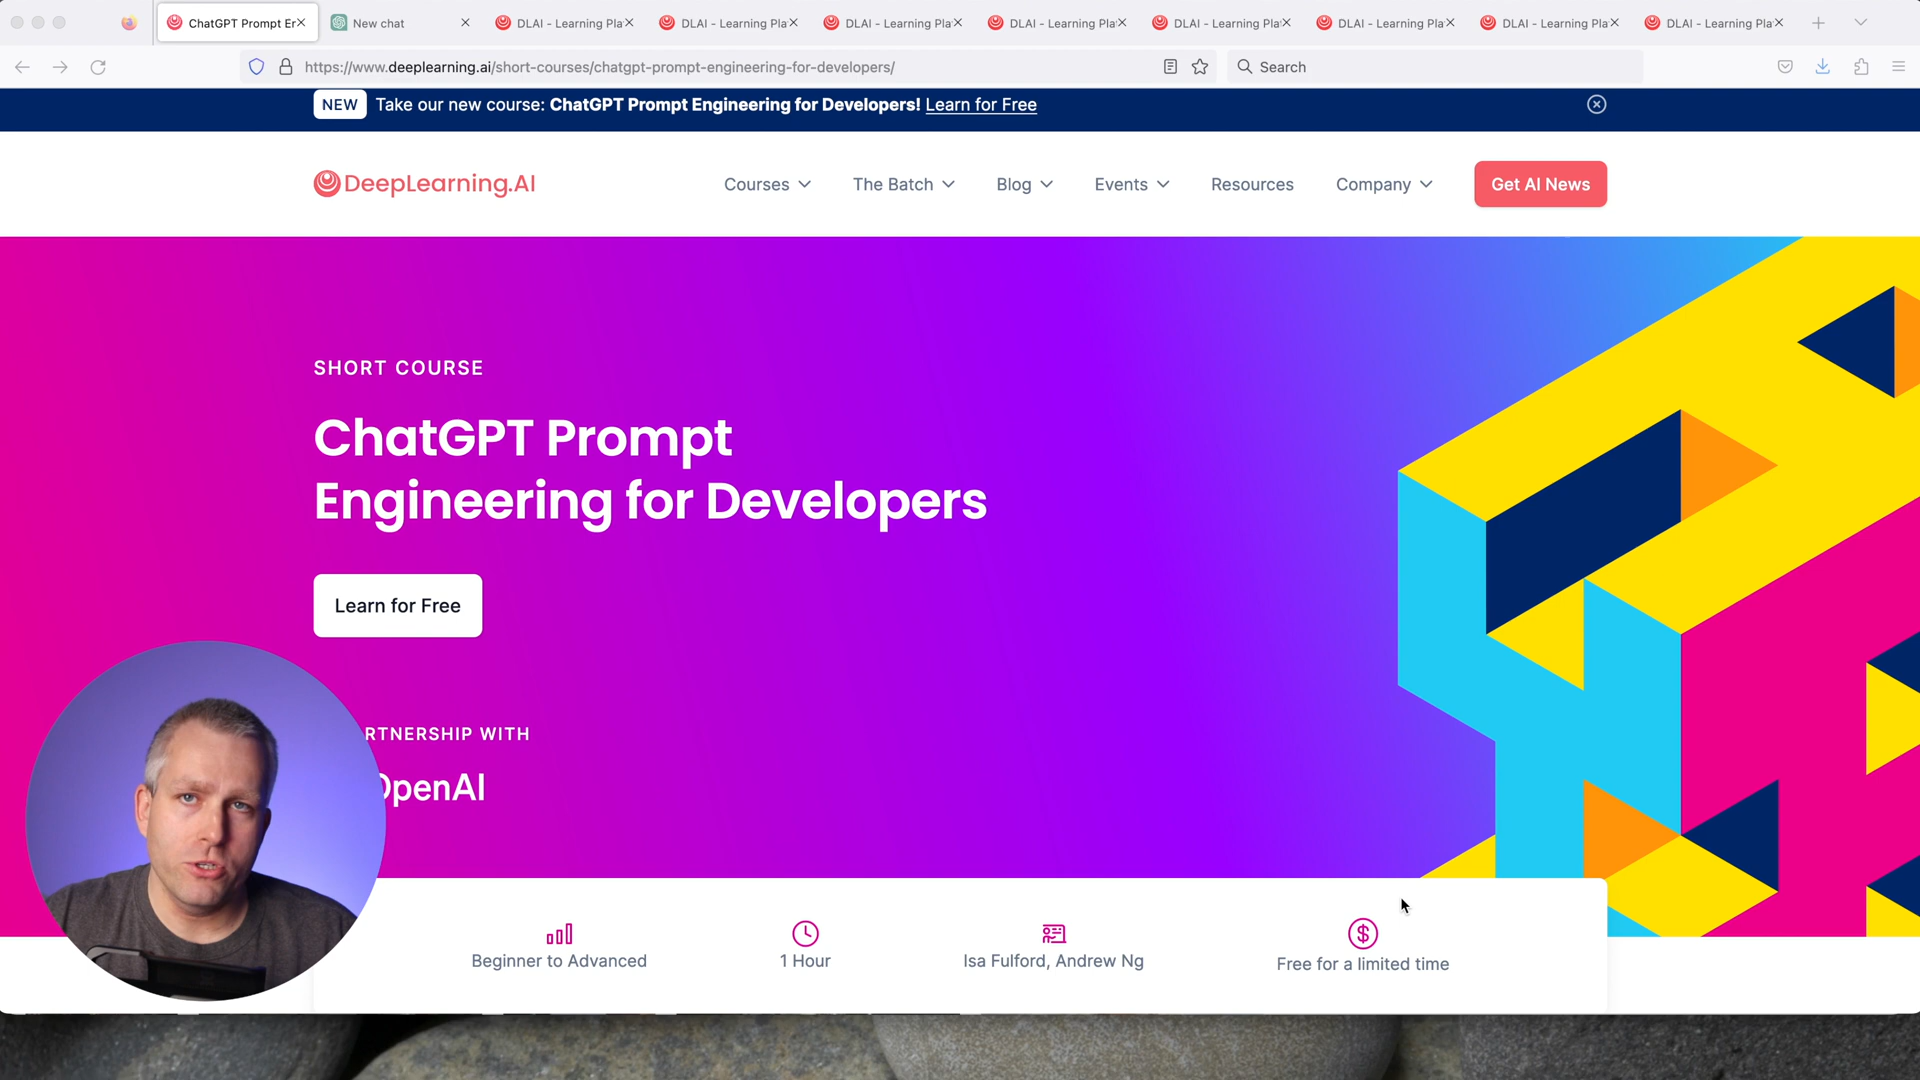 ChatGPT Prompt Er
New chat
DLAI - Learning Pla
DLAI - Learning Pla
DLAI - Learning Pla
DLAI - Learning Pla
DLAI - Learning Pla
DLAI - Learning Pla
DLAI - Learning Pla
DLAI - Learning Pla
https://www.deeplearning.ai/short-courses/chatgpt-prompt-engineering-for-developers/
Search
NEW Take our new course: ChatGPT Prompt Engineering for Developers! Learn for Free
DeepLearning.AI
Courses
The Batch
Blog
Events
Resources
Company
Get AI News
SHORT COURSE
ChatGPT Prompt
Engineering for Developers
Learn for Free
RTNERSHIP WITH
OpenAI
Beginner to Advanced
1 Hour
Isa Fulford, Andrew Ng
Free for a limited time